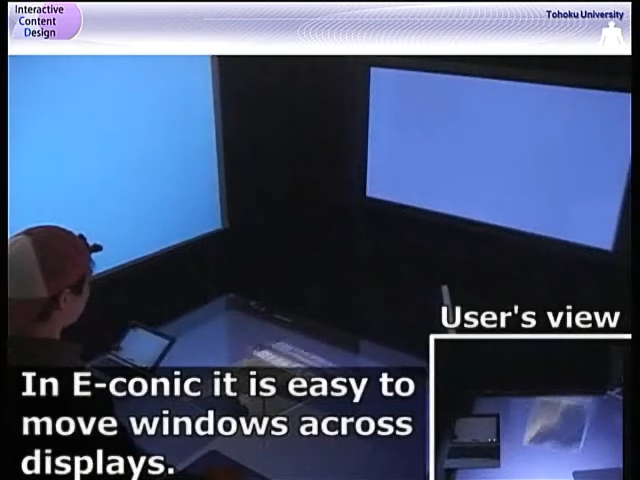 Interactive
Content
Design
Tohoku University
User's view
In E-conic it is easy to
move windows across
displays.